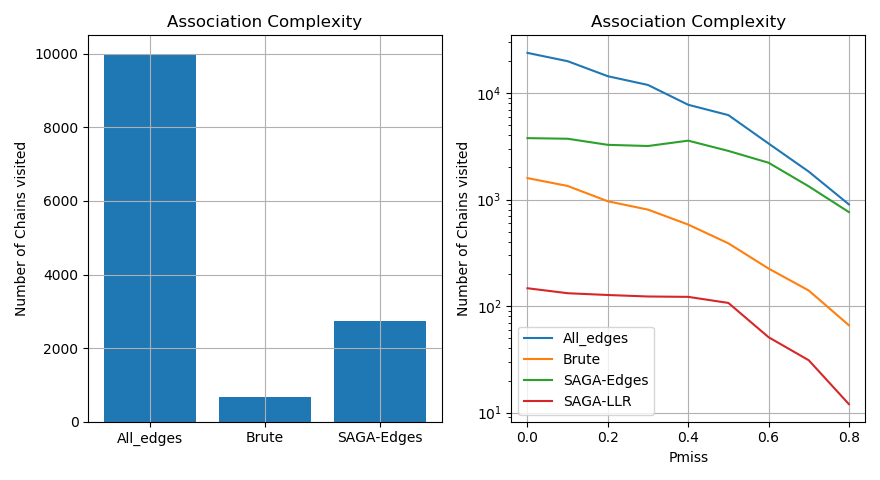 Association Complexity
Number of Chains visited
10000
8000
6000
4000
2000
0
All_edges Brute SAGA-Edges
Association Complexity
Number of Chains visited
10^4
10^3
10^2
10^1
All_edges
Brute
SAGA-Edges
SAGA-LLR
0.0 0.2 0.4 0.6 0.8
Pmiss